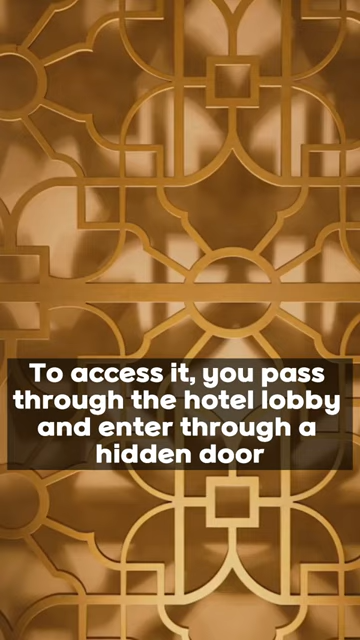 To access it, you pass
through the hotel lobby
and enter through a
hidden door